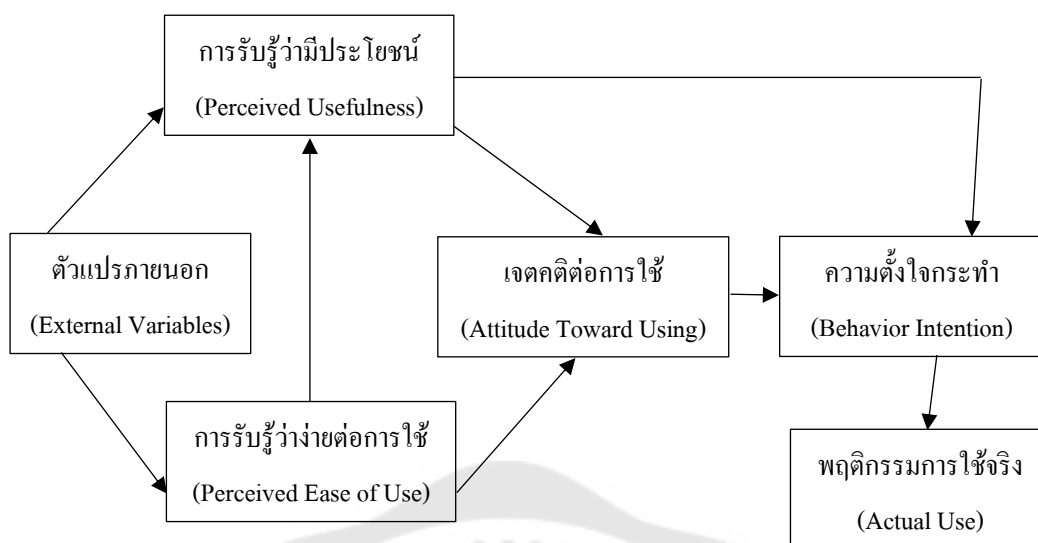 การรับรู้ว่ามีประโยชน์
(Perceived Usefulness)
ตัวแปรภายนอก
(External Variables)
เจตคติต่อการใช้
(Attitude Toward Using)
ความตั้งใจกระทำ
(Behavior Intention)
การรับรู้ว่าง่ายต่อการใช้
(Perceived Ease of Use)
พฤติกรรมการใช้จริง
(Actual Use)